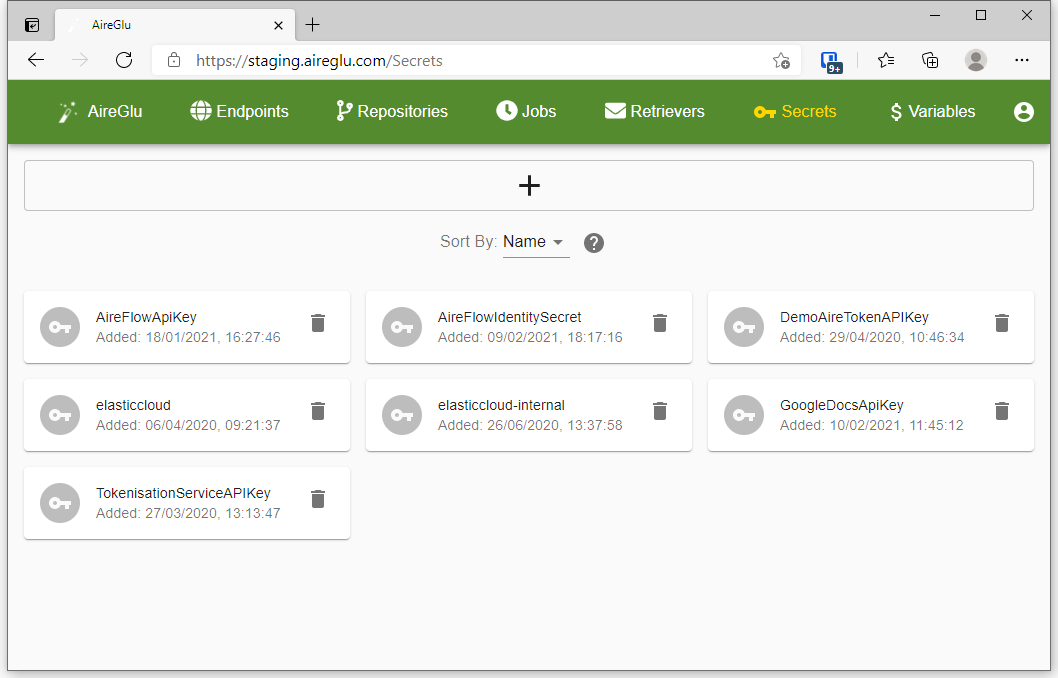 AireGlu
https://staging.aireglu.com/Secrets
9+
AireGlu Endpoints Repositories Jobs Retrievers Secrets $ Variables
+
Sort By: Name ?
AireFlowApiKey
Added: 18/01/2021, 16:27:46
AireFlowIdentitySecret
Added: 09/02/2021, 18:17:16
DemoAireTokenAPIKey
Added: 29/04/2020, 10:46:34
elasticcloud
Added: 06/04/2020, 09:21:37
elasticcloud-internal
Added: 26/06/2020, 13:37:58
GoogleDocsApiKey
Added: 10/02/2021, 11:45:12
TokenisationServiceAPIKey
Added: 27/03/2020, 13:13:47